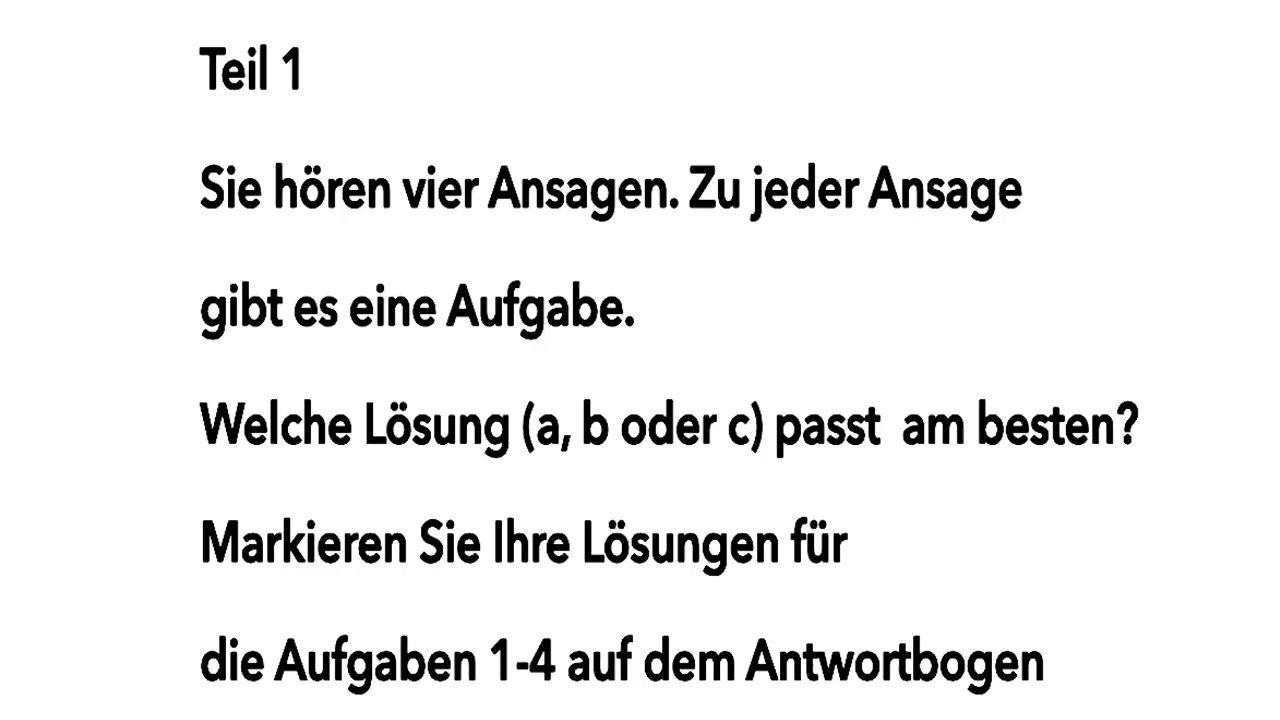 Teil 1
Sie hören vier Ansagen. Zu jeder Ansage
gibt es eine Aufgabe.
Welche Lösung (a, b oder c) passt  am besten?
Markieren Sie Ihre Lösungen für
die Aufgaben 1-4 auf dem Antwortbogen